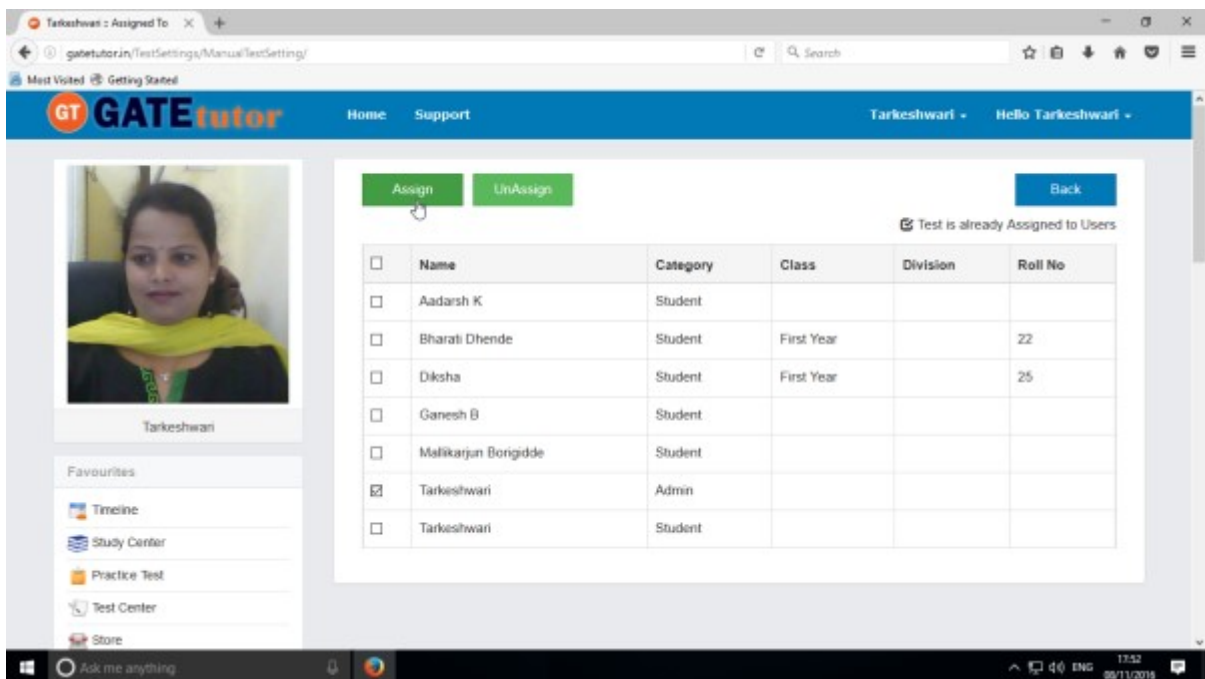 Tarkeshwari :: Assigned To
gatetutor.in/TestSettings/ManualTestSetting/
Search
Most Visited Getting Started
GT GATEtutor Home Support Tarkeshwari Hello Tarkeshwari
Assign UnAssign Back
Test is already Assigned to Users
Name Category Class Division Roll No
Aadarsh K Student
Bharati Dhende Student First Year 22
Diksha Student First Year 25
Ganesh B Student
Mallikarjun Borigidde Student
Tarkeshwari Admin
Tarkeshwari Student
Tarkeshwari
Favourites
Timeline
Study Center
Practice Test
Test Center
Store
Ask me anything
ENG 17:52
08/11/2016